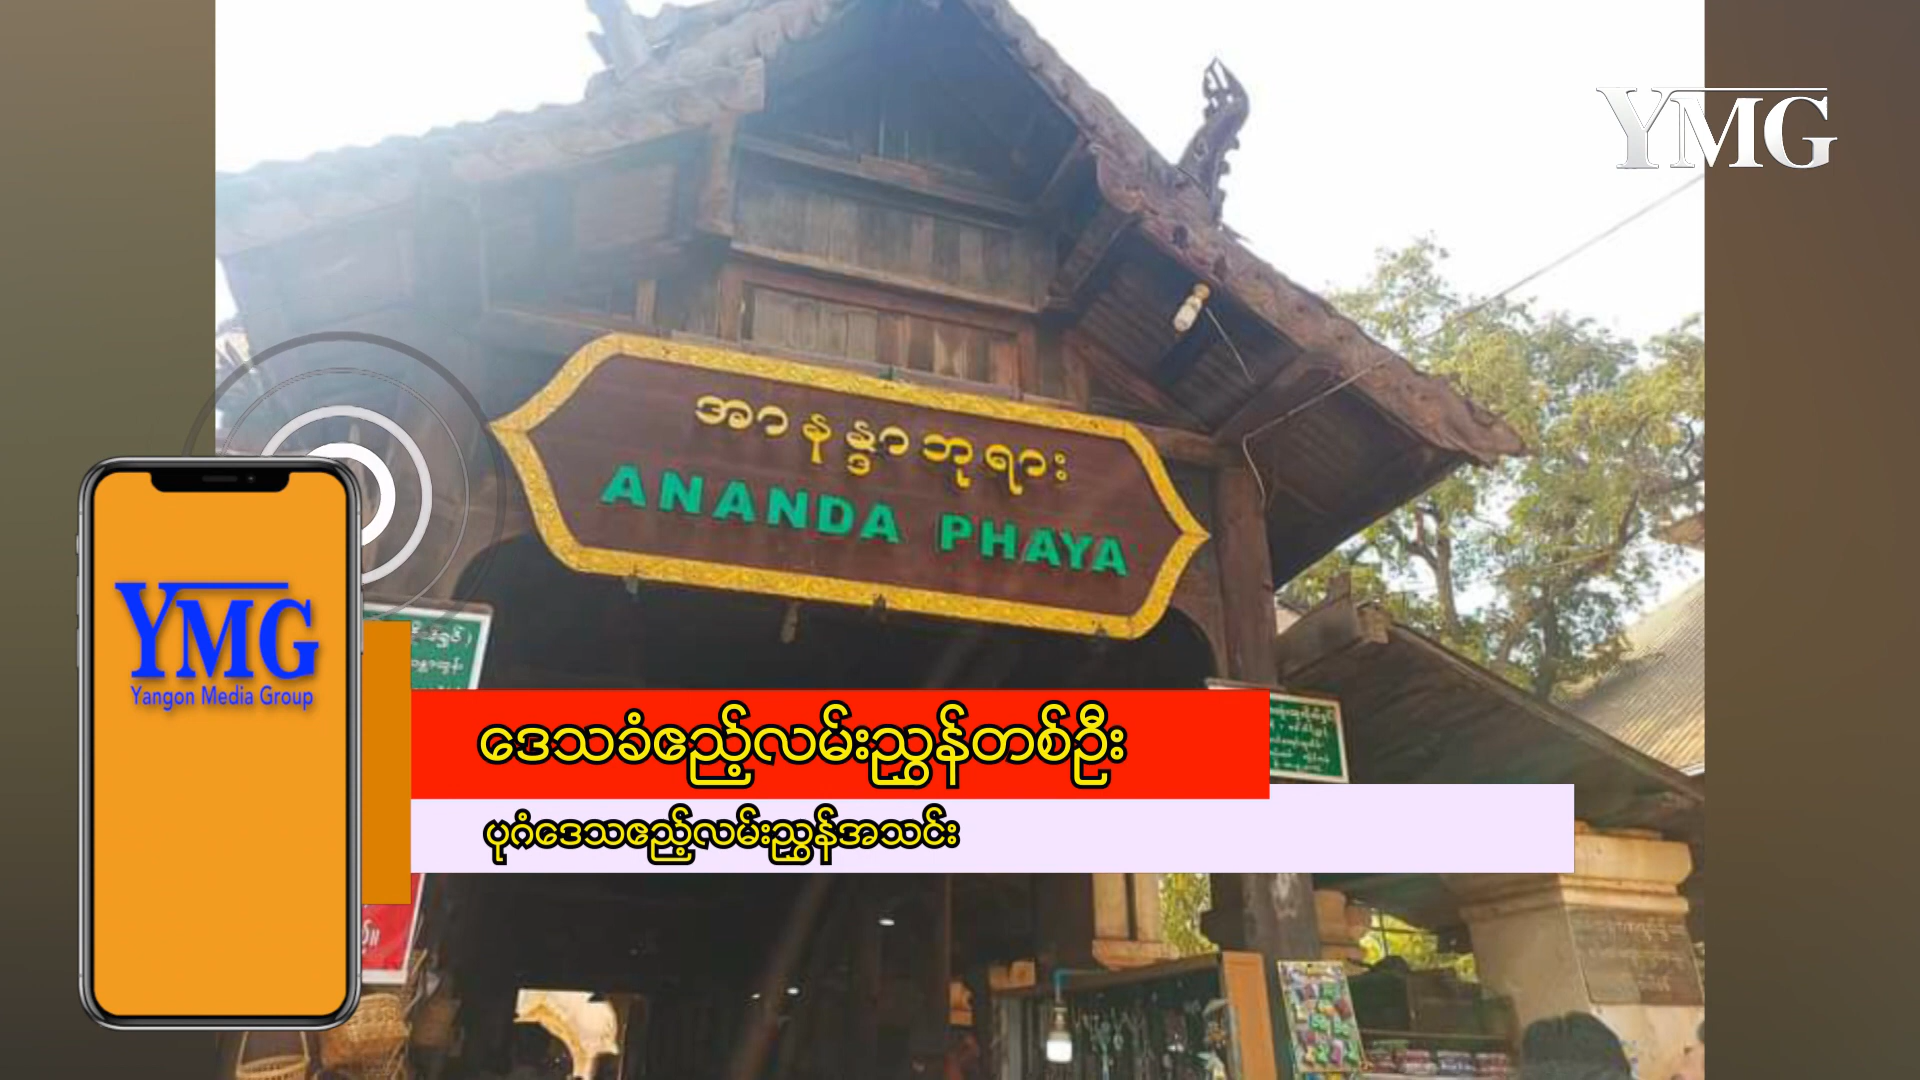 YMG
အာနန္ဒာဘုရား
ANANDA PHAYA
YMG
Yangon Media Group
ဒေသခံဧည့်လမ်းညွှန်တစ်ဦး
ပုဂံဒေသဧည့်လမ်းညွှန်အသင်း